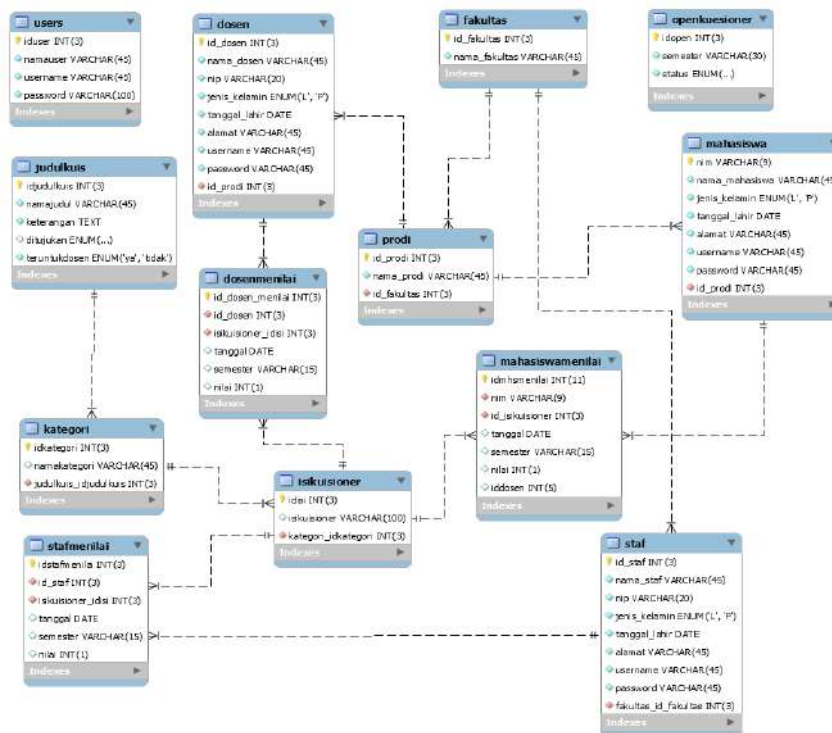 users
iduser INT(3)
namauser VARCHAR(45)
username VARCHAR(45)
password VARCHAR(100)
Indexes
dosen
id_dosen INT(3)
nama_dosen VARCHAR(45)
nip VARCHAR(20)
jenis_kelamin ENUM('L', 'P')
tanggal_lahir DATE
alamat VARCHAR(45)
username VARCHAR(45)
password VARCHAR(45)
id_prodi INT(3)
Indexes
fakultas
id_fakultas INT(3)
nama_fakultas VARCHAR(45)
Indexes
openkuesioner
idopen INT(3)
semester VARCHAR(30)
status ENUM(...)
Indexes
judulkuis
idjudulkuis INT(3)
namajudul VARCHAR(45)
keterangan TEXT
ditujukan ENUM(...)
teruntukdosen ENUM('ya', 'tidak')
Indexes
mahasiswa
nim VARCHAR(9)
nama_mahasiswa VARCHAR(45)
jenis_kelamin ENUM('L', 'P')
tanggal_lahir DATE
alamat VARCHAR(45)
username VARCHAR(45)
password VARCHAR(45)
id_prodi INT(3)
Indexes
prodi
id_prodi INT(3)
nama_prodi VARCHAR(45)
id_fakultas INT(3)
Indexes
dosenmenilai
id_dosen_menilai INT(3)
id_dosen INT(3)
isikuisioner_idisi INT(3)
tanggal DATE
semester VARCHAR(15)
nilai INT(1)
Indexes
mahasiswamenilai
idmhsmenilai INT(11)
nim VARCHAR(9)
id_isikuisioner INT(3)
tanggal DATE
semester VARCHAR(15)
nilai INT(1)
iddosen INT(5)
Indexes
kategori
idkategori INT(3)
namakategori VARCHAR(45)
judulkuis_idjudulkuis INT(3)
Indexes
isikuisioner
idisi INT(3)
isikuisioner VARCHAR(100)
kategori_idkategori INT(3)
Indexes
stafmenilai
idstafmenilai INT(3)
id_staf INT(3)
isikuisioner_idisi INT(3)
tanggal DATE
semester VARCHAR(15)
nilai INT(1)
Indexes
staf
id_staf INT(3)
nama_staf VARCHAR(45)
nip VARCHAR(20)
jenis_kelamin ENUM('L', 'P')
tanggal_lahir DATE
alamat VARCHAR(45)
username VARCHAR(45)
password VARCHAR(45)
fakultas_id_fakultas INT(3)
Indexes